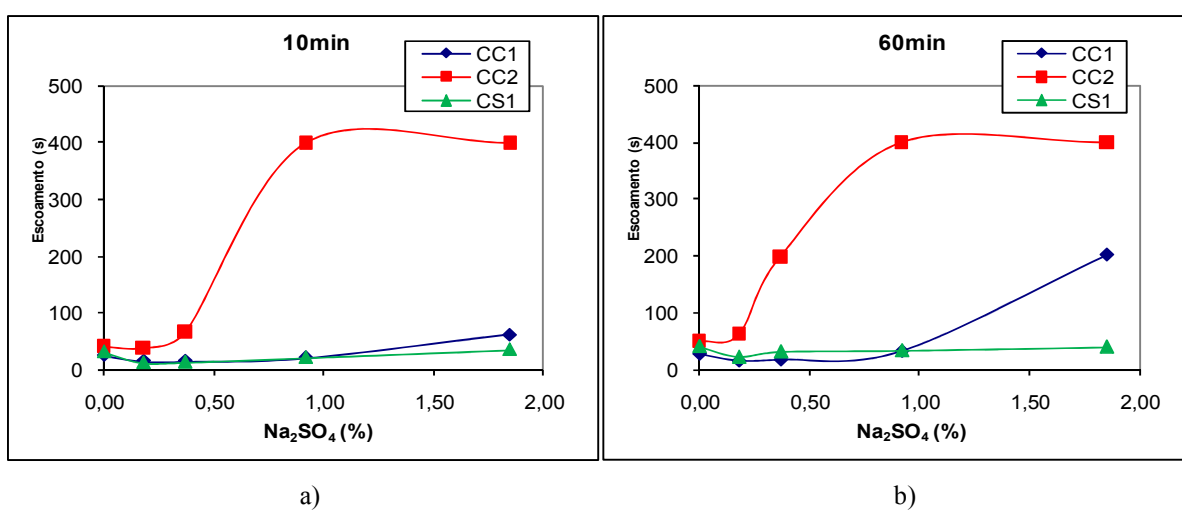 10min
CC1
CC2
CS1
500
400
300
200
100
0
Escoamento (s)
0,00 0,50 1,00 1,50 2,00
Na₂SO₄ (%)
a)
60min
CC1
CC2
CS1
500
400
300
200
100
0
Escoamento (s)
0,00 0,50 1,00 1,50 2,00
Na₂SO₄ (%)
b)